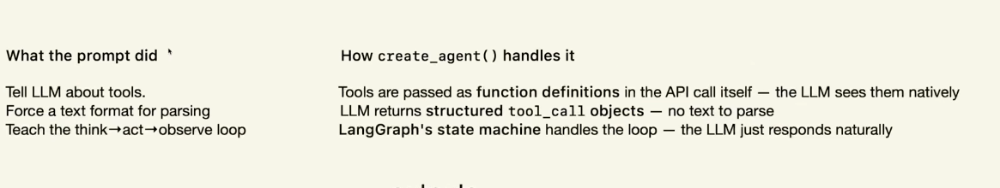 What the prompt did How create_agent() handles it
Tell LLM about tools. Tools are passed as function definitions in the API call itself — the LLM sees them natively
Force a text format for parsing LLM returns structured tool_call objects — no text to parse
Teach the think→act→observe loop LangGraph's state machine handles the loop — the LLM just responds naturally